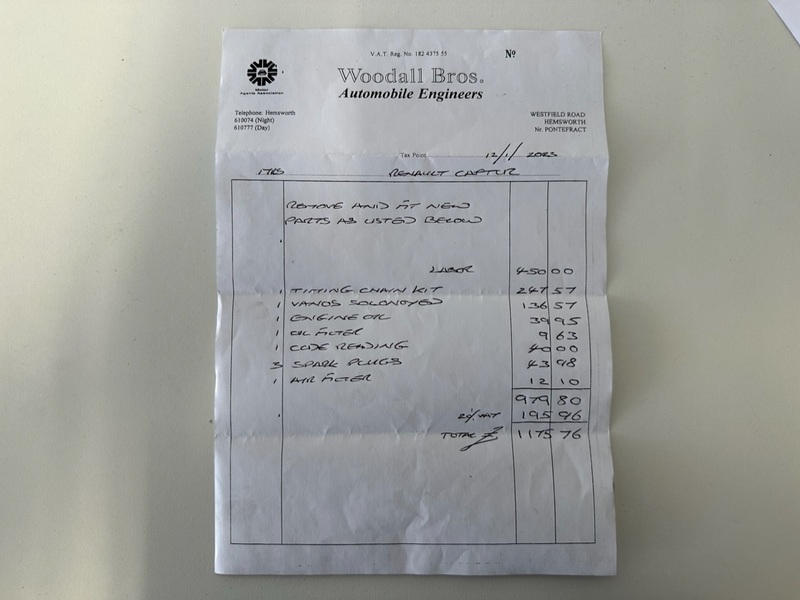 V.A.T. Reg. No. 182 4375 55
No
Woodall Bros.
Automobile Engineers
Motor
Agents Association
Telephone: Hemsworth
610074 (Night)
610777 (Day)
WESTFIELD ROAD
HEMSWORTH
Nr. PONTEFRACT
Tax Point 12/1/2023
MRS RENAULT CAPTUR
REMOVE AND FIT NEW
PARTS AS LISTED BELOW
LABOR 450 00
1 TIMING CHAIN KIT 247 57
1 VANOS SOLONOYED 136 57
1 ENGINE OIL 39 95
1 OIL FILTER 9 63
1 CODE READING 40 00
3 SPARK PLUGS 43 98
1 AIR FILTER 12 10
979 80
20% VAT 195 96
TOTAL £ 1175 76